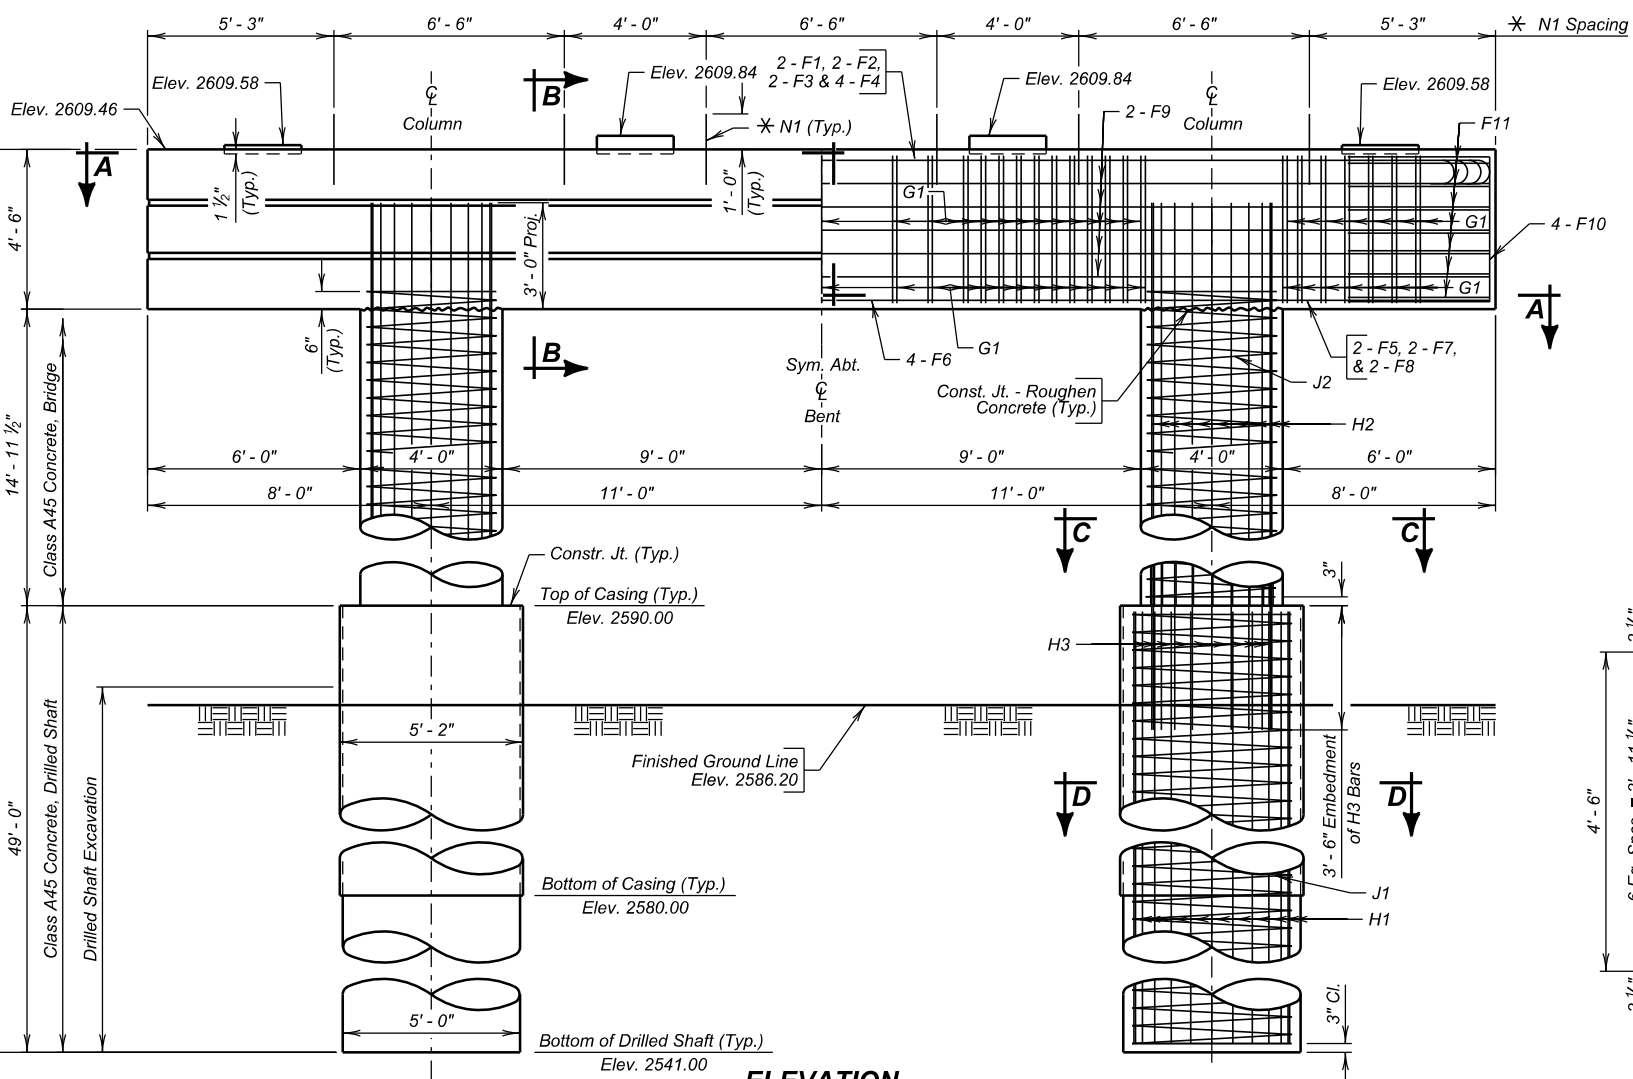 5' - 3"
6' - 6"
4' - 0"
6' - 6"
4' - 0"
6' - 6"
5' - 3"
N1 Spacing
Elev. 2609.46
Elev. 2609.58
℄
Column
B
Elev. 2609.84
N1 (Typ.)
2 - F1, 2 - F2,
2 - F3 & 4 - F4
Elev. 2609.84
2 - F9
℄
Column
Elev. 2609.58
F11
A
1 ½"
(Typ.)
1' - 0"
(Typ.)
3' - 0" Proj.
G1
G1
4 - F10
G1
4' - 6"
6"
(Typ.)
B
4 - F6
G1
Sym. Abt.
℄
Bent
Const. Jt. - Roughen
Concrete (Typ.)
J2
2 - F5, 2 - F7,
& 2 - F8
A
H2
14' - 11 ½"
Class A45 Concrete, Bridge
6' - 0"
4' - 0"
9' - 0"
9' - 0"
4' - 0"
6' - 0"
8' - 0"
11' - 0"
11' - 0"
8' - 0"
C
C
Constr. Jt. (Typ.)
Top of Casing (Typ.)
Elev. 2590.00
3"
H3
5' - 2"
Finished Ground Line
Elev. 2586.20
D
D
3' - 6" Embedment
of H3 Bars
49' - 0"
Class A45 Concrete, Drilled Shaft
Drilled Shaft Excavation
Bottom of Casing (Typ.)
Elev. 2580.00
J1
H1
5' - 0"
3" Cl.
Bottom of Drilled Shaft (Typ.)
Elev. 2541.00
4' - 6"
ELEVATION